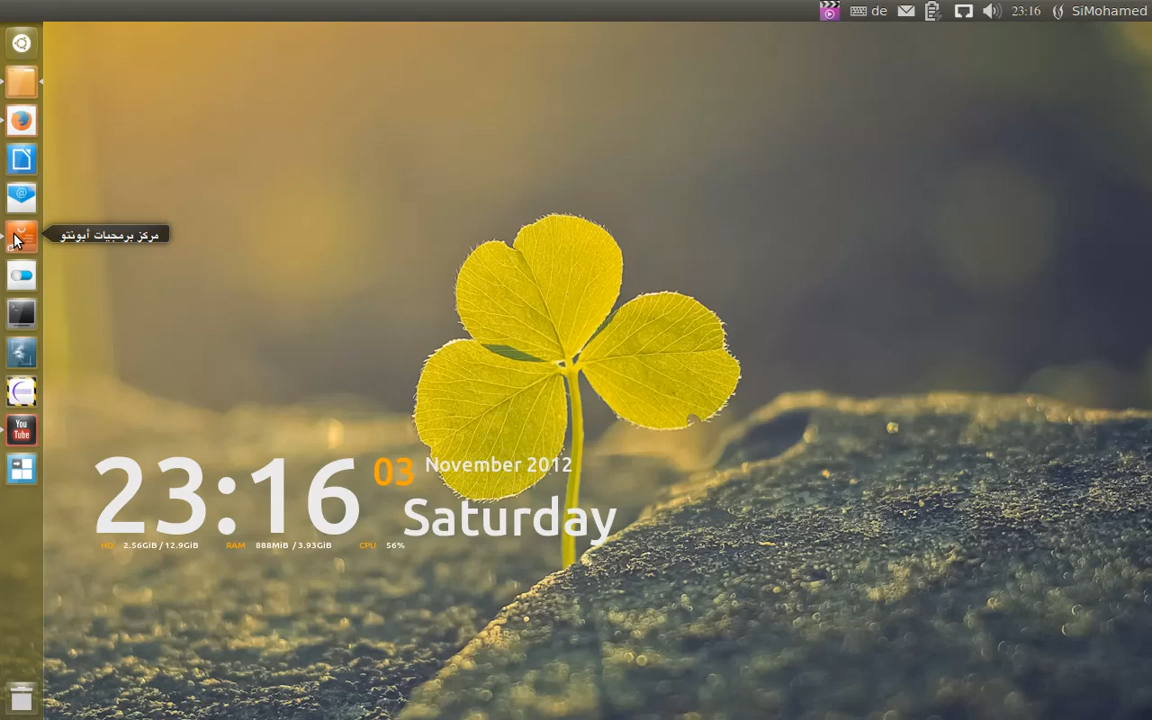 de
23:16
SiMohamed
مركز برمجيات أبونتو
You
Tube
23:16
03
November 2012
Saturday
HD 2.56GiB / 12.9GiB RAM 888MiB / 3.93GiB CPU 56%